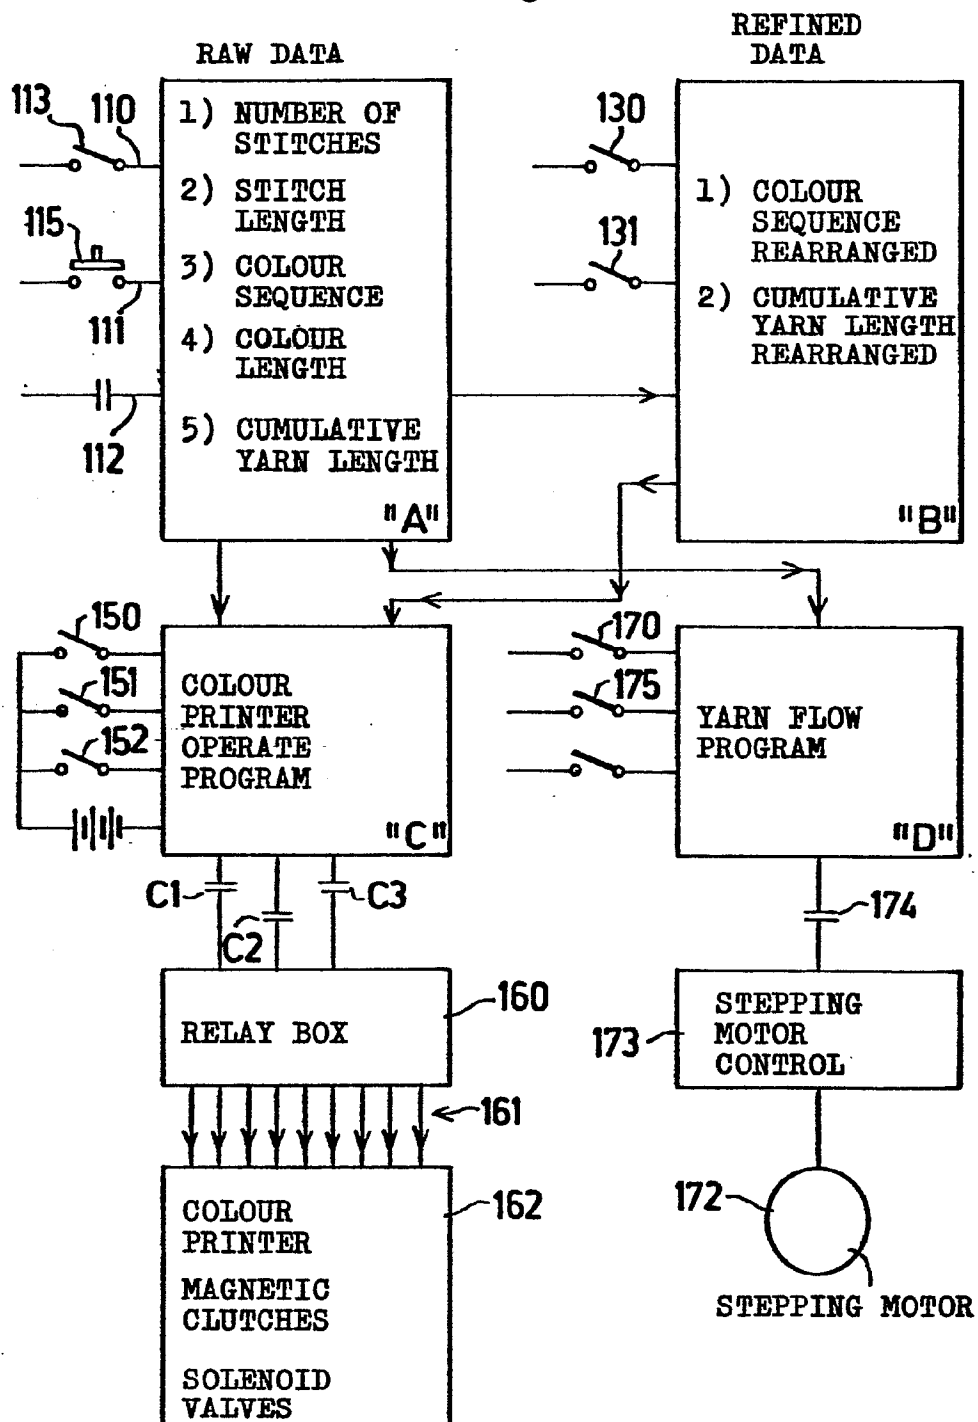 RAW DATA
REFINED
DATA
113
110
1) NUMBER OF
STITCHES
2) STITCH
LENGTH
115
3) COLOUR
SEQUENCE
111
4) COLOUR
LENGTH
112
5) CUMULATIVE
YARN LENGTH
"A"
130
131
1) COLOUR
SEQUENCE
REARRANGED
2) CUMULATIVE
YARN LENGTH
REARRANGED
"B"
150
151
152
COLOUR
PRINTER
OPERATE
PROGRAM
"C"
170
175
YARN FLOW
PROGRAM
"D"
C1
C2
C3
174
RELAY BOX
160
173
STEPPING
MOTOR
CONTROL
161
162
COLOUR
PRINTER
MAGNETIC
CLUTCHES
SOLENOID
VALVES
172
STEPPING MOTOR